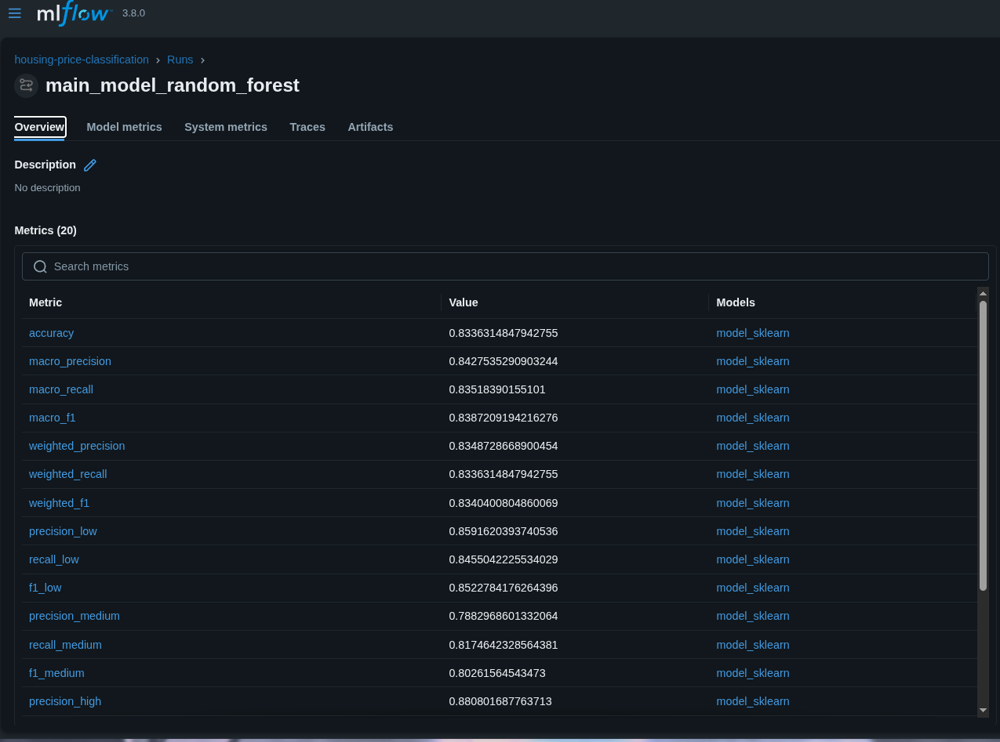 mlflow™ 3.8.0
housing-price-classification › Runs ›
main_model_random_forest
Overview Model metrics System metrics Traces Artifacts
Description
No description
Metrics (20)
Search metrics
Metric Value Models
accuracy 0.8336314847942755 model_sklearn
macro_precision 0.8427535290903244 model_sklearn
macro_recall 0.83518390155101 model_sklearn
macro_f1 0.8387209194216276 model_sklearn
weighted_precision 0.8348728668900454 model_sklearn
weighted_recall 0.8336314847942755 model_sklearn
weighted_f1 0.8340400804860069 model_sklearn
precision_low 0.8591620393740536 model_sklearn
recall_low 0.8455042225534029 model_sklearn
f1_low 0.8522784176264396 model_sklearn
precision_medium 0.7882968601332064 model_sklearn
recall_medium 0.8174642328564381 model_sklearn
f1_medium 0.80261564543473 model_sklearn
precision_high 0.880801687763713 model_sklearn